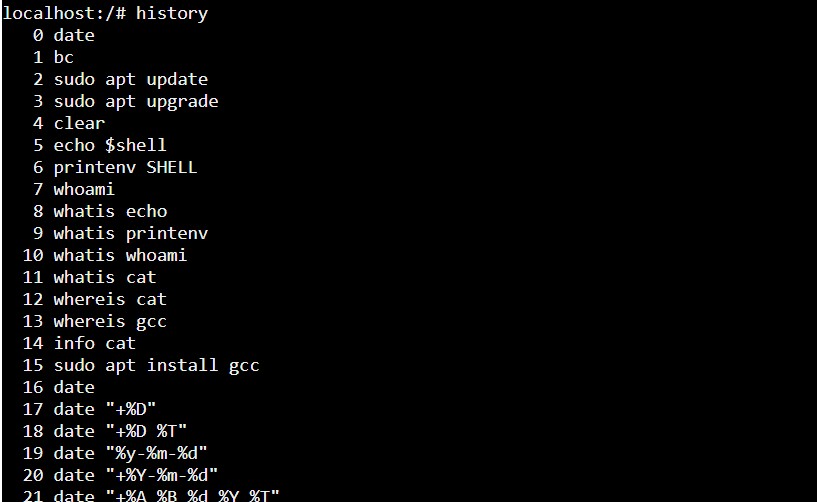 localhost:/# history
0 date
1 bc
2 sudo apt update
3 sudo apt upgrade
4 clear
5 echo $shell
6 printenv SHELL
7 whoami
8 whatis echo
9 whatis printenv
10 whatis whoami
11 whatis cat
12 whereis cat
13 whereis gcc
14 info cat
15 sudo apt install gcc
16 date
17 date "+%D"
18 date "+%D %T"
19 date "%y-%m-%d"
20 date "+%Y-%m-%d"
21 date "+%A %B %d %Y %T"